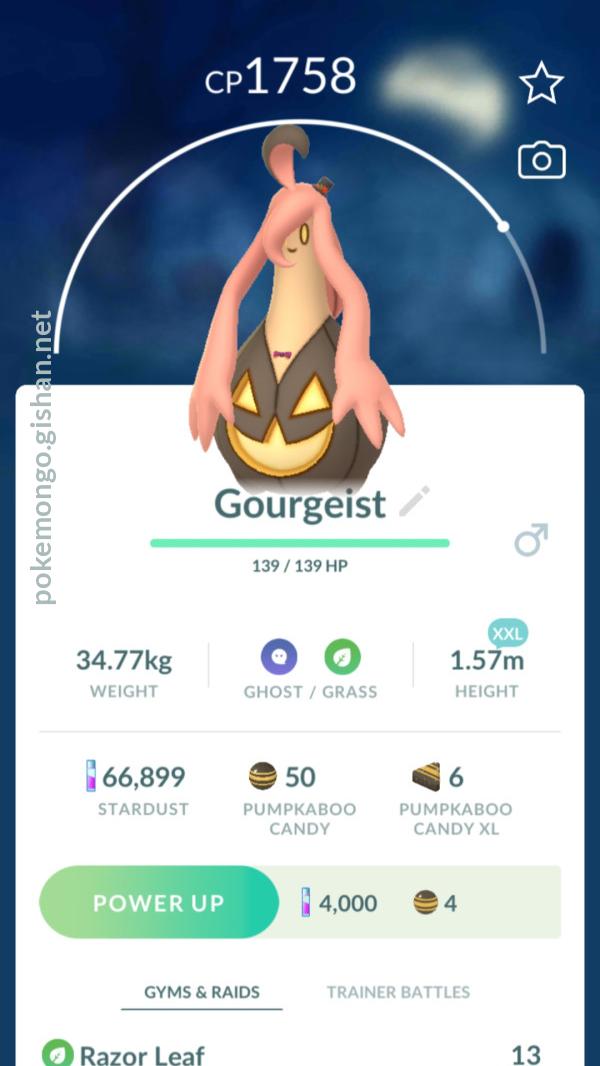 CP1758
pokemongo.gishan.net
Gourgeist
139 / 139 HP
XXL
34.77kg
WEIGHT
GHOST / GRASS
1.57m
HEIGHT
66,899
STARDUST
50
PUMPKABOO
CANDY
6
PUMPKABOO
CANDY XL
POWER UP
4,000
4
GYMS & RAIDS
TRAINER BATTLES
Razor Leaf
13